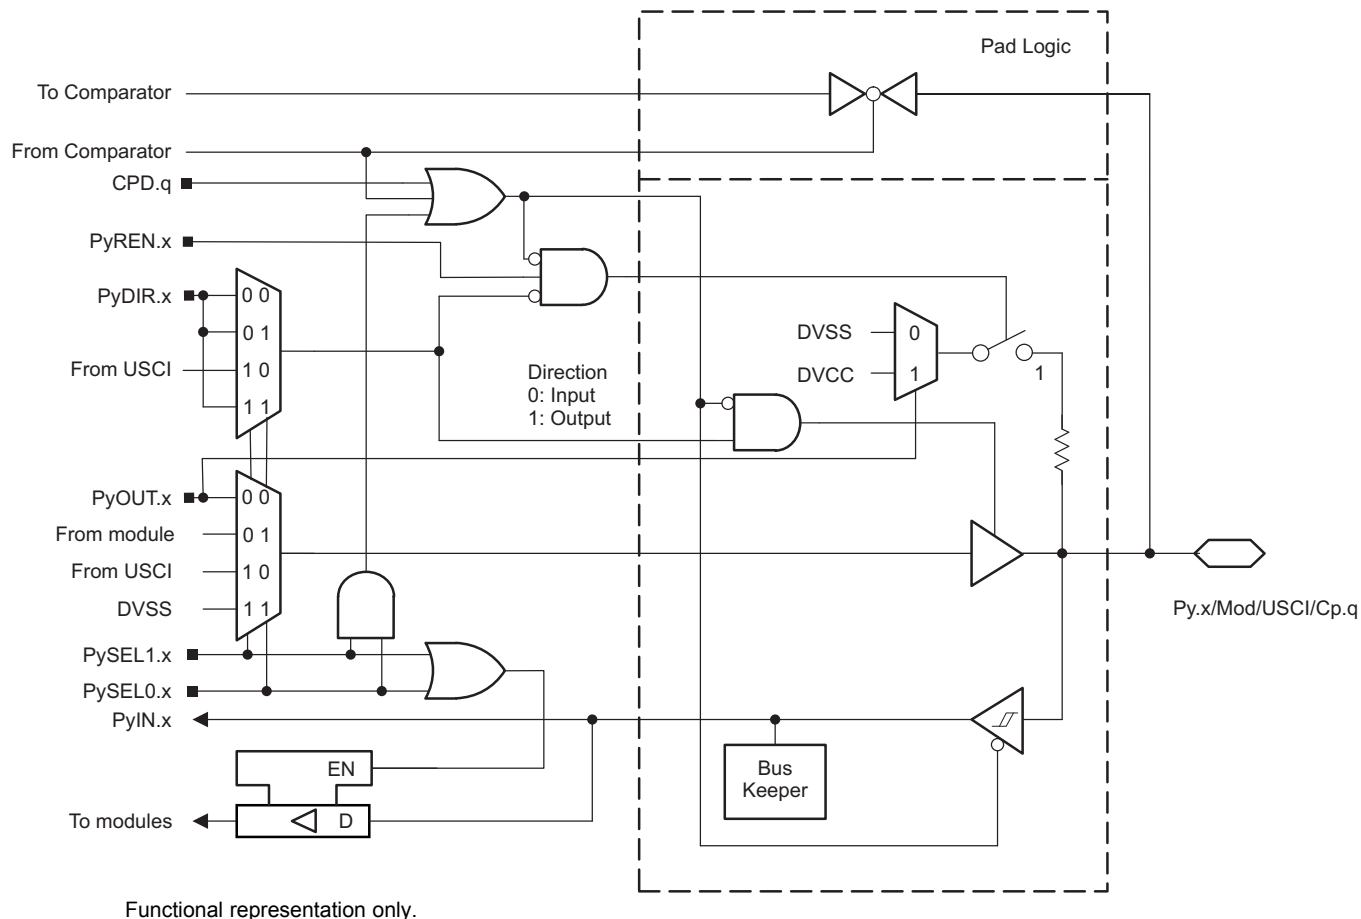 Pad Logic
To Comparator
From Comparator
CPD.q
PyREN.x
PyDIR.x
0 0
0 1
From USCI
1 0
1 1
Direction
0: Input
1: Output
DVSS
0
DVCC
1
1
PyOUT.x
0 0
From module
0 1
From USCI
1 0
DVSS
1 1
Py.x/Mod/USCI/Cp.q
PySEL1.x
PySEL0.x
PyIN.x
Bus
Keeper
EN
To modules
D
Functional representation only.